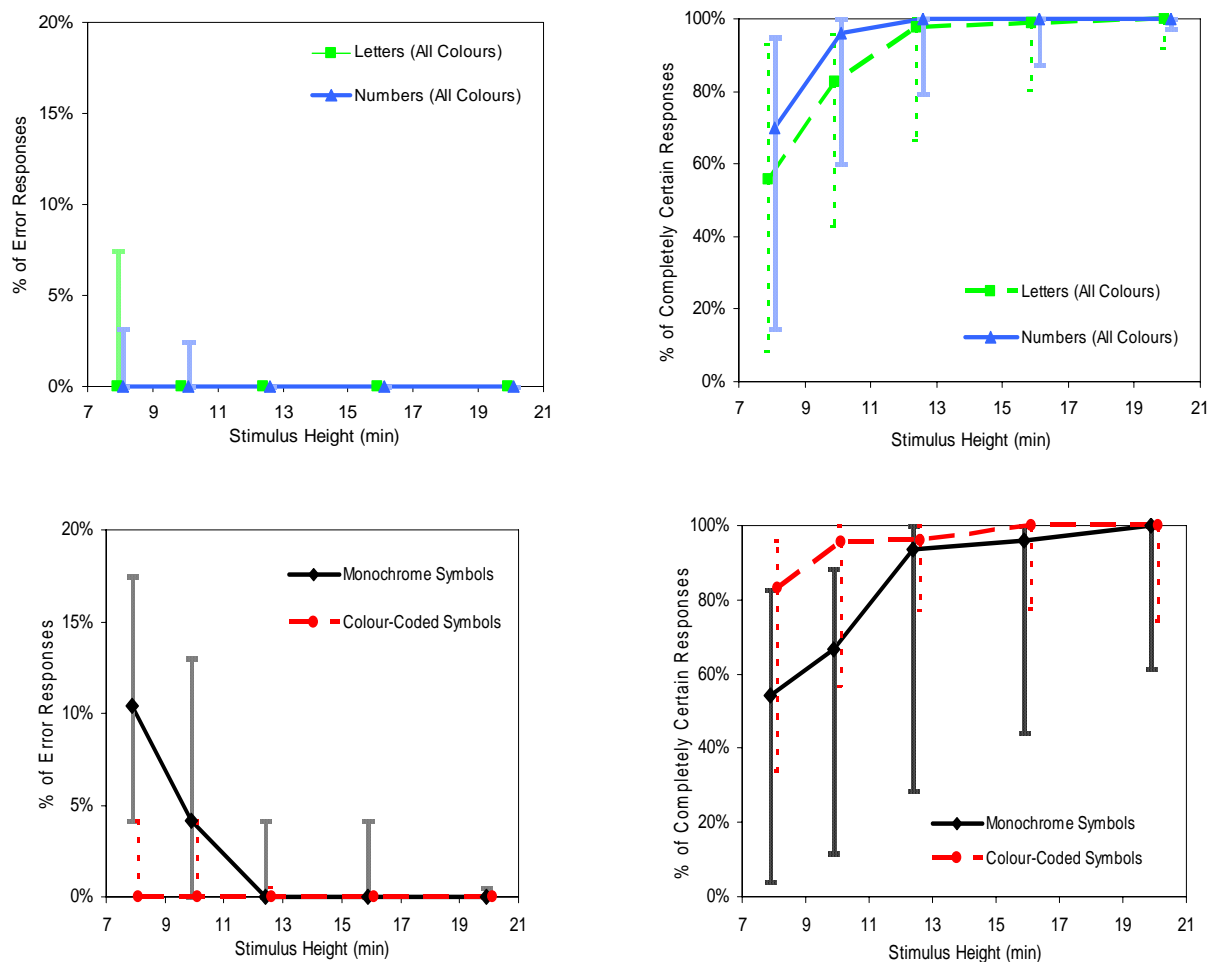 20%
15%
10%
5%
0%
% of Error Responses
Letters (All Colours)
Numbers (All Colours)
7 9 11 13 15 17 19 21
Stimulus Height (min)
100%
80%
60%
40%
20%
0%
% of Completely Certain Responses
Letters (All Colours)
Numbers (All Colours)
7 9 11 13 15 17 19 21
Stimulus Height (min)
20%
15%
10%
5%
0%
% of Error Responses
Monochrome Symbols
Colour-Coded Symbols
7 9 11 13 15 17 19 21
Stimulus Height (min)
100%
80%
60%
40%
20%
0%
% of Completely Certain Responses
Monochrome Symbols
Colour-Coded Symbols
7 9 11 13 15 17 19 21
Stimulus Height (min)